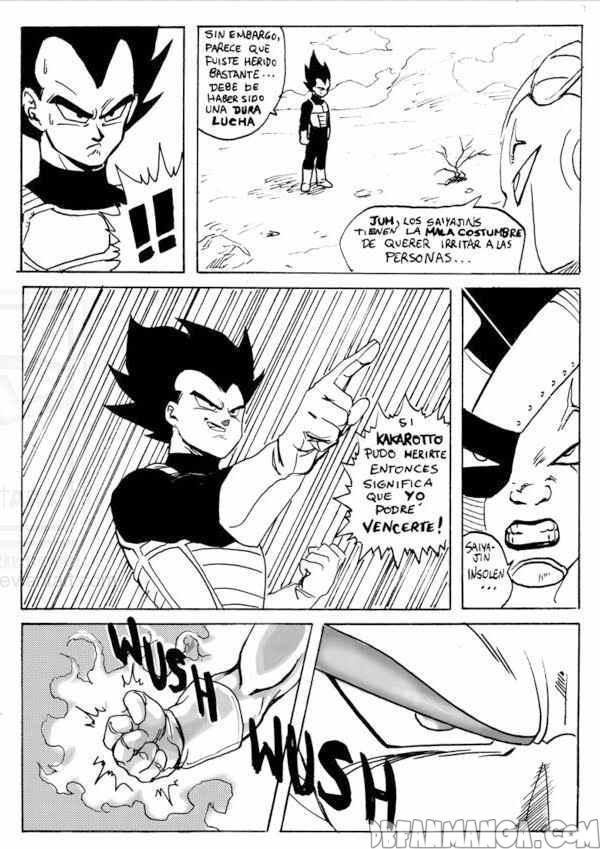 SIN EMBARGO,
PARECE QUE
FUISTE HERIDO
BASTANTE...
DEBE DE
HABER SIDO
UNA DURA
LUCHA
!!
JUM, LOS SAIYAJINS
TIENEN LA MALA COSTUMBRE
DE QUERER IRRITAR A LAS
PERSONAS...
SI
KAKAROTTO
PUDO HERIRTE
ENTONCES
SIGNIFICA
QUE YO
PODRÉ
VENCERTE!
SAIYA-
JIN
INSOLEN
...
WUSH
WUSH
DBFANMANGA.COM